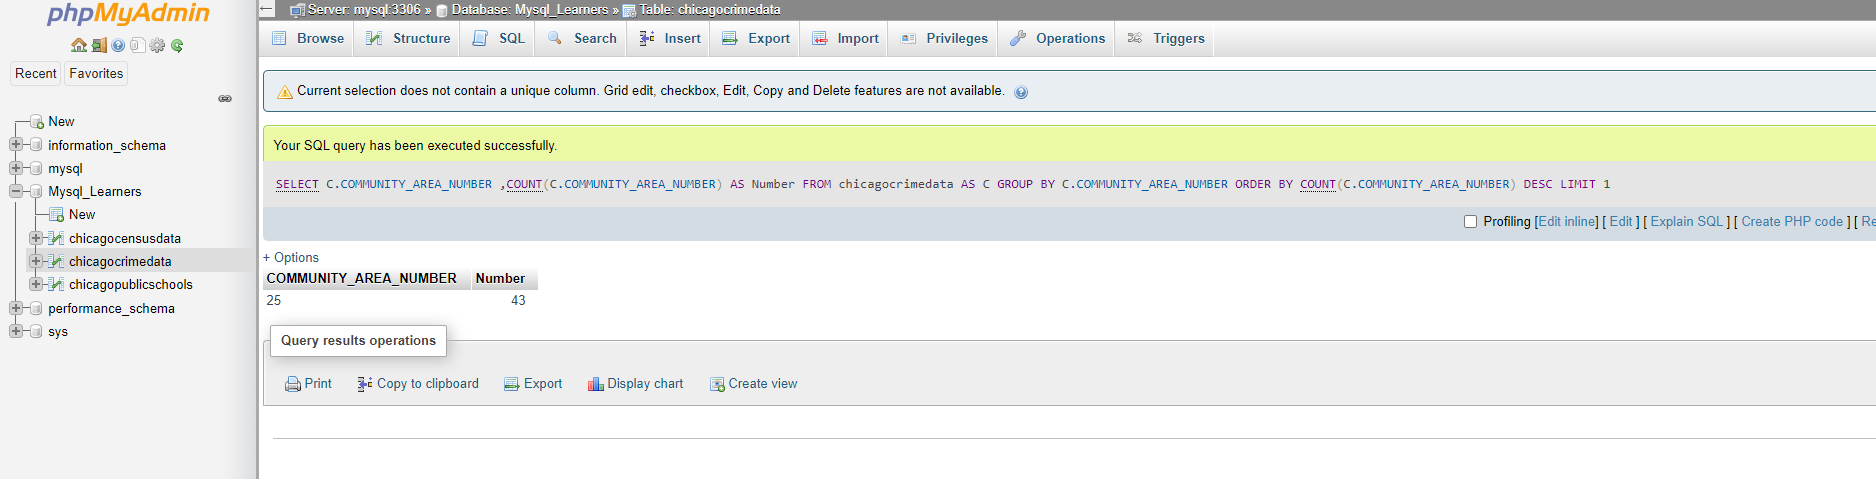 phpMyAdmin
Recent Favorites
New
information_schema
mysql
Mysql_Learners
New
chicagocensusdata
chicagocrimedata
chicagopublicschools
performance_schema
sys
Server: mysql:3306 » Database: Mysql_Learners » Table: chicagocrimedata
Browse Structure SQL Search Insert Export Import Privileges Operations Triggers
Current selection does not contain a unique column. Grid edit, checkbox, Edit, Copy and Delete features are not available.
Your SQL query has been executed successfully.
SELECT C.COMMUNITY_AREA_NUMBER ,COUNT(C.COMMUNITY_AREA_NUMBER) AS Number FROM chicagocrimedata AS C GROUP BY C.COMMUNITY_AREA_NUMBER ORDER BY COUNT(C.COMMUNITY_AREA_NUMBER) DESC LIMIT 1
Profiling [Edit inline] [ Edit ] [ Explain SQL ] [ Create PHP code ] [ Re
+ Options
COMMUNITY_AREA_NUMBER Number
25 43
Query results operations
Print Copy to clipboard Export Display chart Create view